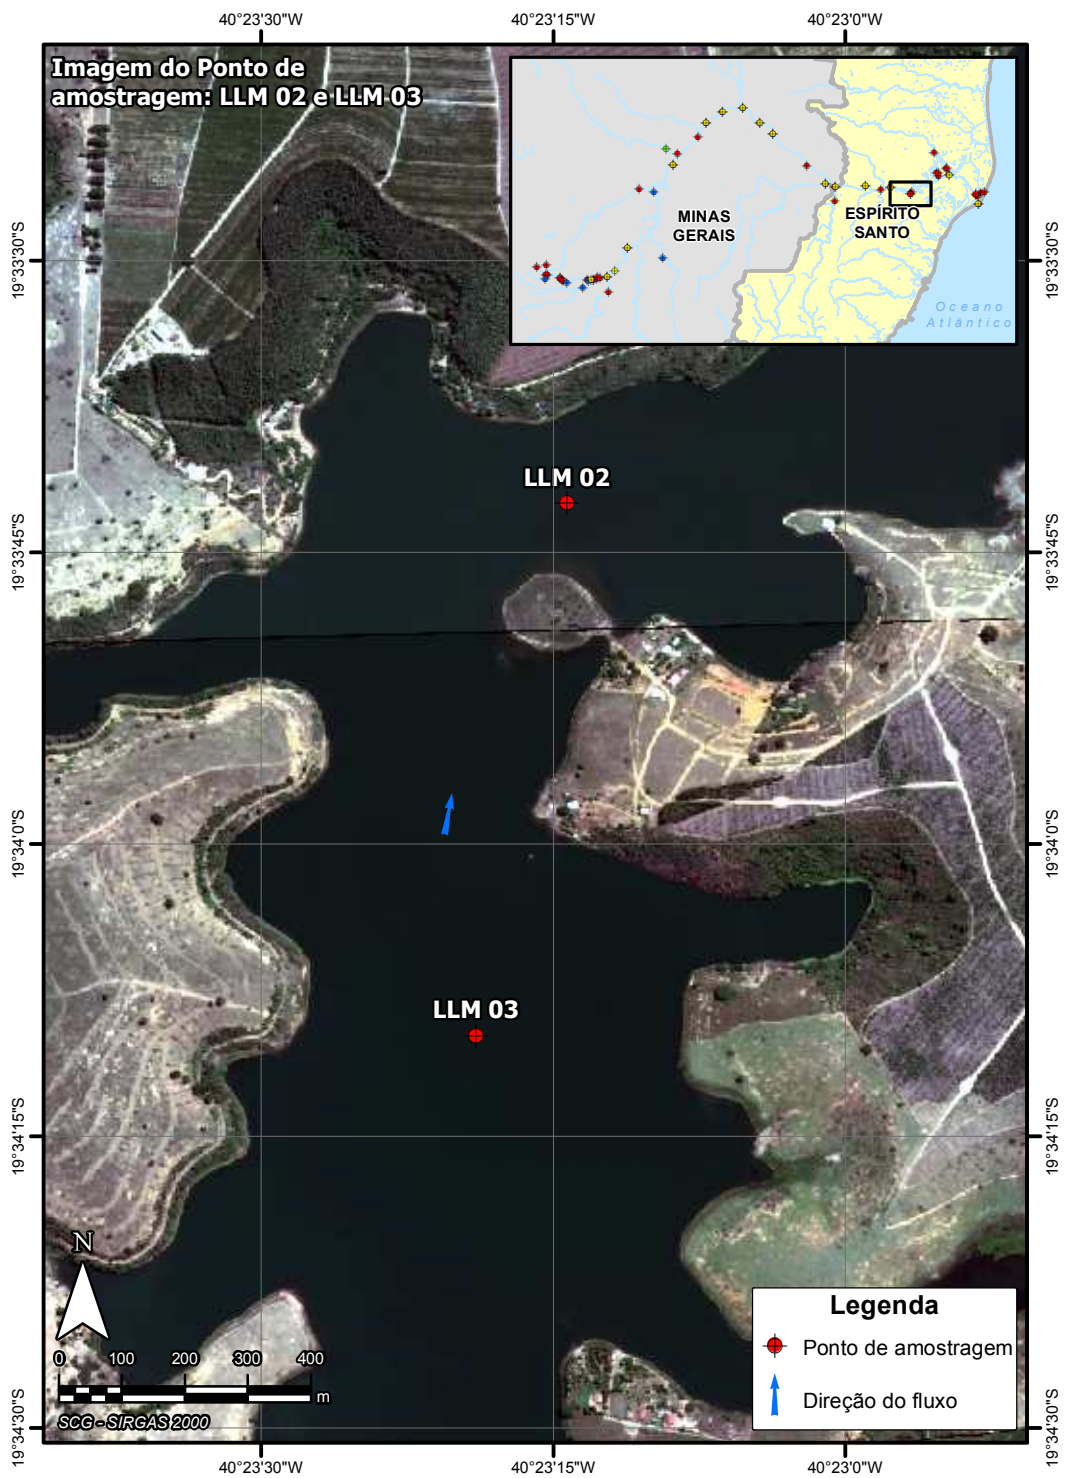 40°23'30"W
40°23'15"W
40°23'0"W
Imagem do Ponto de
amostragem: LLM 02 e LLM 03
MINAS
GERAIS
ESPÍRITO
SANTO
Oceano
Atlântico
19°33'30"S
19°33'30"S
LLM 02
19°33'45"S
19°33'45"S
19°34'0"S
19°34'0"S
LLM 03
19°34'15"S
19°34'15"S
N
0 100 200 300 400
m
SCG - SIRGAS 2000
Legenda
Ponto de amostragem
Direção do fluxo
19°34'30"S
19°34'30"S
40°23'30"W
40°23'15"W
40°23'0"W